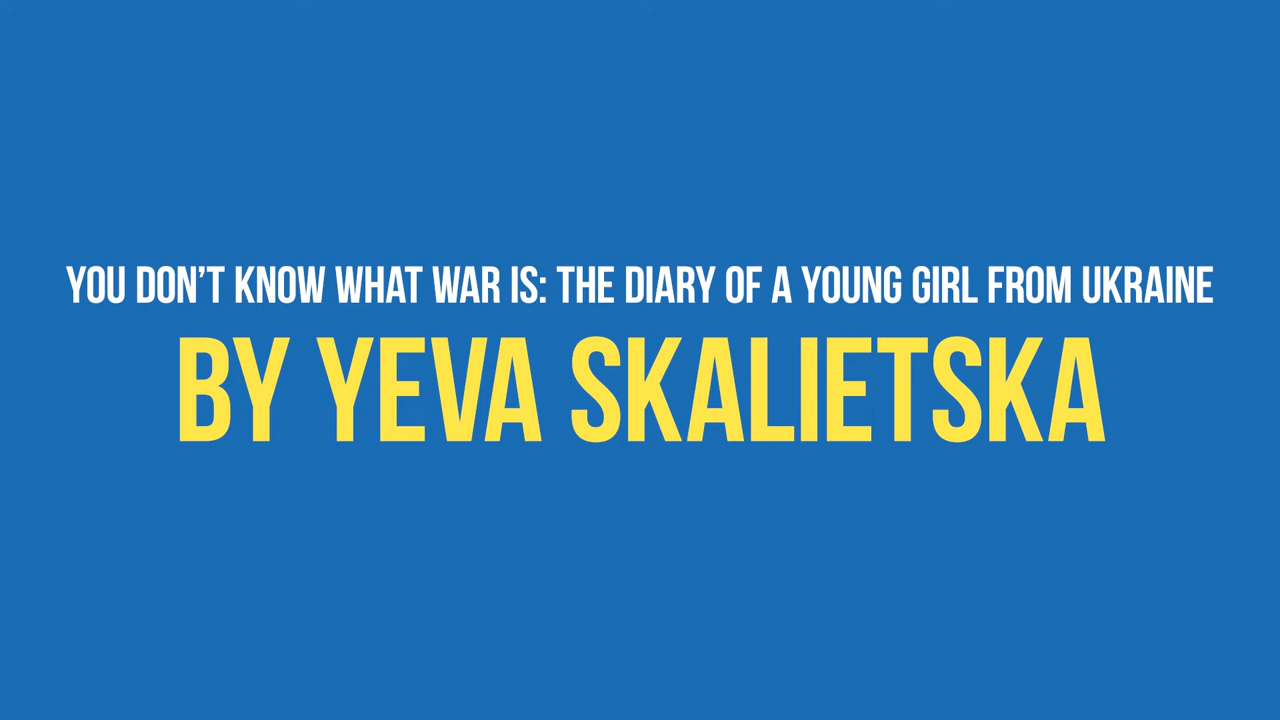 YOU DON’T KNOW WHAT WAR IS: THE DIARY OF A YOUNG GIRL FROM UKRAINE
BY YEVA SKALIETSKA